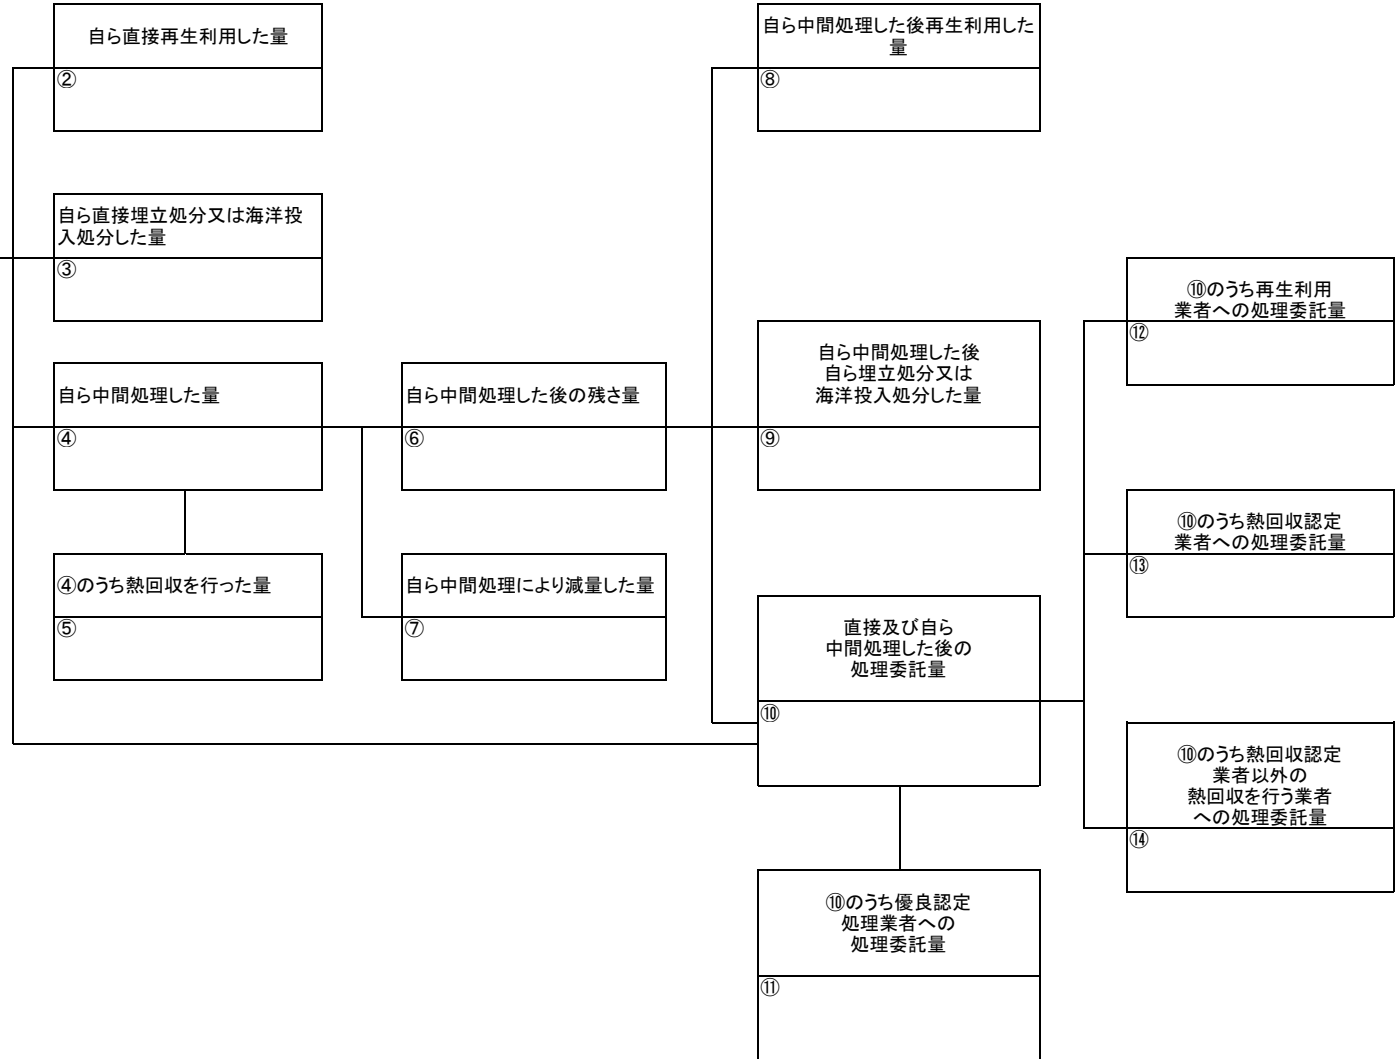 自ら直接再生利用した量
②
自ら直接埋立処分又は海洋投
入処分した量
③
自ら中間処理した量
④
④のうち熱回収を行った量
⑤
自ら中間処理した後の残さ量
⑥
自ら中間処理により減量した量
⑦
自ら中間処理した後再生利用した
量
⑧
自ら中間処理した後
自ら埋立処分又は
海洋投入処分した量
⑨
直接及び自ら
中間処理した後の
処理委託量
⑩
⑩のうち優良認定
処理業者への
処理委託量
⑪
⑩のうち再生利用
業者への処理委託量
⑫
⑩のうち熱回収認定
業者への処理委託量
⑬
⑩のうち熱回収認定
業者以外の
熱回収を行う業者
への処理委託量
⑭